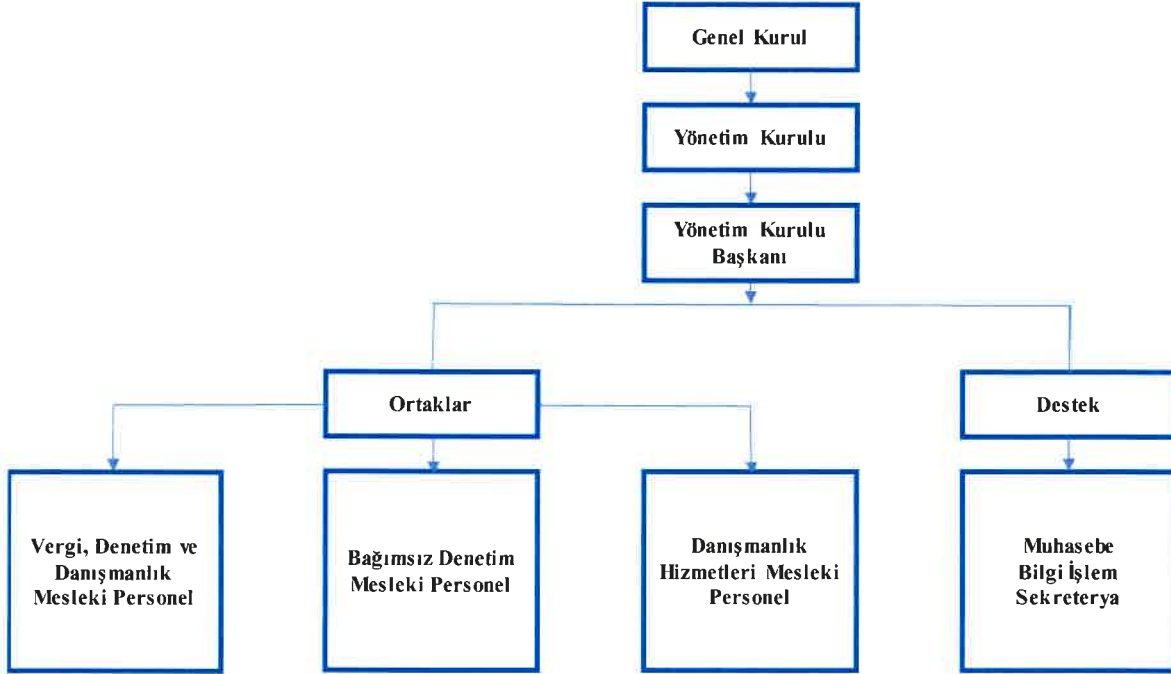 Genel Kurul
Yönetim Kurulu
Yönetim Kurulu
Başkanı
Ortaklar
Destek
Vergi, Denetim ve
Danışmanlık
Mesleki Personel
Bağımsız Denetim
Mesleki Personel
Danışmanlık
Hizmetleri Mesleki
Personel
Muhasebe
Bilgi İşlem
Sekreterya